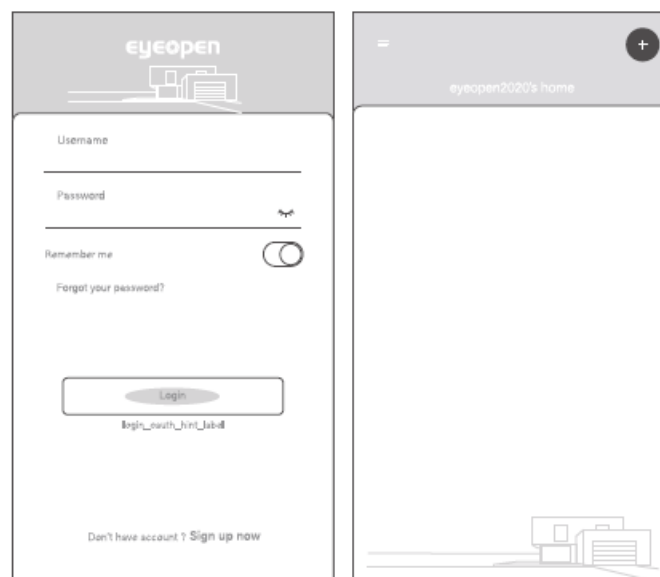 eyeopen
Username
Password
Remember me
Forgot your password?
Login
login_oauth_hint_label
Don't have account ? Sign up now
+
eyeopen2020's home